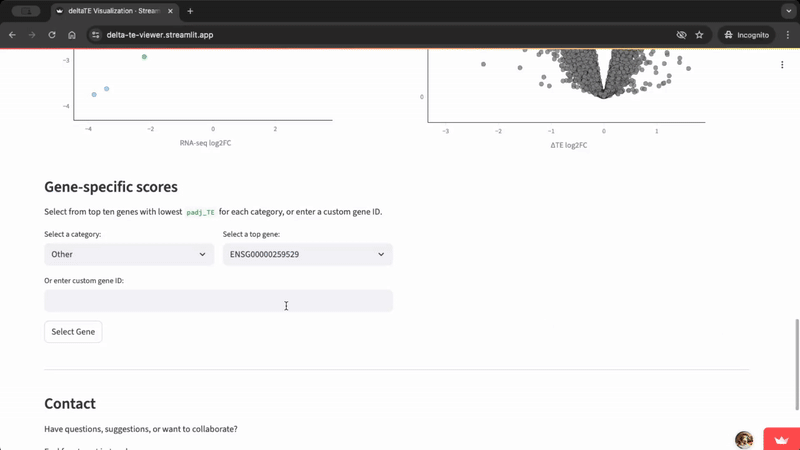 deltaTE Visualization · Stream
delta-te-viewer.streamlit.app
Incognito
−3
−4
−4
−2
0
2
RNA-seq log2FC
0
−3
−2
−1
0
1
ΔTE log2FC
Gene-specific scores
Select from top ten genes with lowest padj_TE for each category, or enter a custom gene ID.
Select a category:
Select a top gene:
Other
ENSG00000259529
Or enter custom gene ID:
Select Gene
Contact
Have questions, suggestions, or want to collaborate?